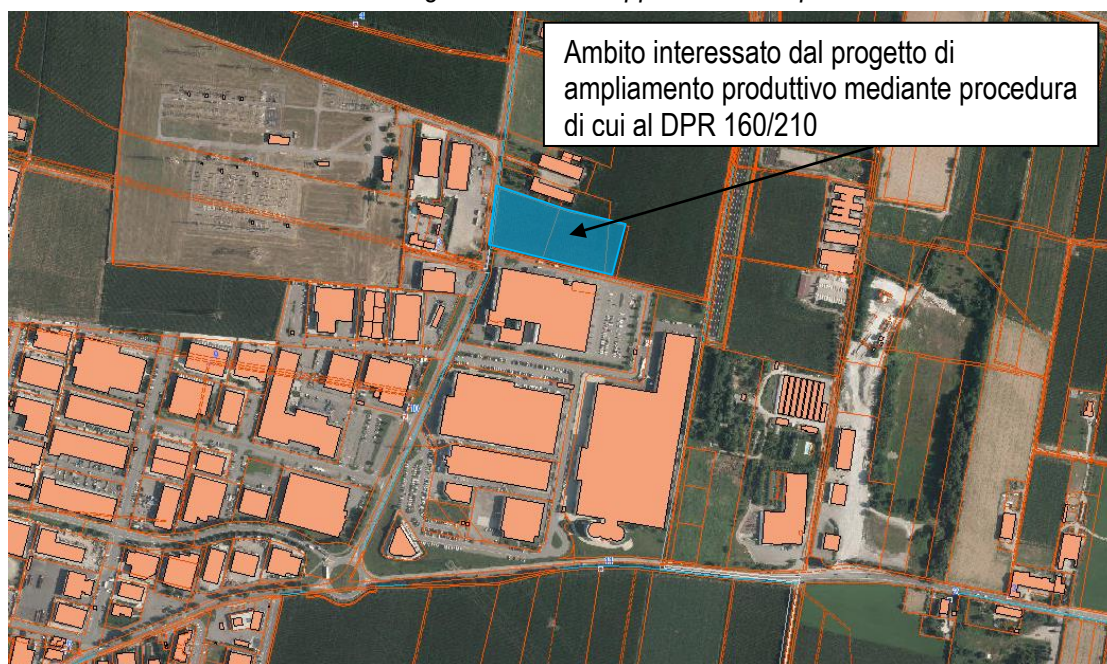 Ambito interessato dal progetto di
ampliamento produttivo mediante procedura
di cui al DPR 160/210